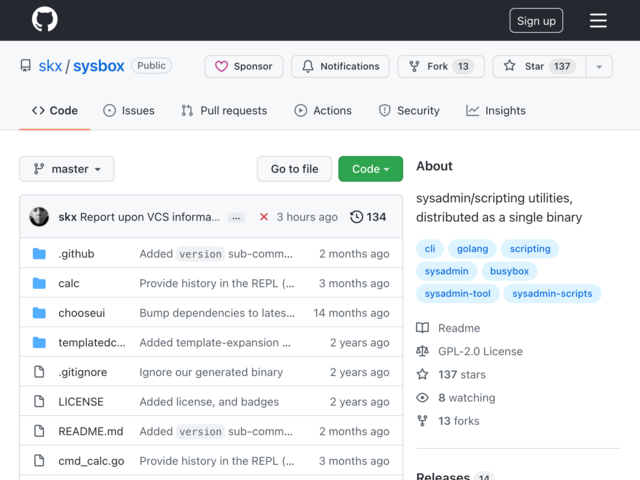 Sign up
skx / sysbox Public
Sponsor Notifications Fork 13 Star 137
Code Issues Pull requests Actions Security Insights
master Go to file Code
skx Report upon VCS informa... ... 3 hours ago 134
.github Added version sub-comm... 2 months ago
calc Provide history in the REPL (... 3 months ago
chooseui Bump dependencies to lates... 14 months ago
templatedc... Added template-expansion ... 2 years ago
.gitignore Ignore our generated binary 2 years ago
LICENSE Added license, and badges 2 years ago
README.md Added version sub-comm... 2 months ago
cmd_calc.go Provide history in the REPL (... 3 months ago
About
sysadmin/scripting utilities,
distributed as a single binary
cli golang scripting
sysadmin busybox
sysadmin-tool sysadmin-scripts
Readme
GPL-2.0 License
137 stars
8 watching
13 forks
Releases 14